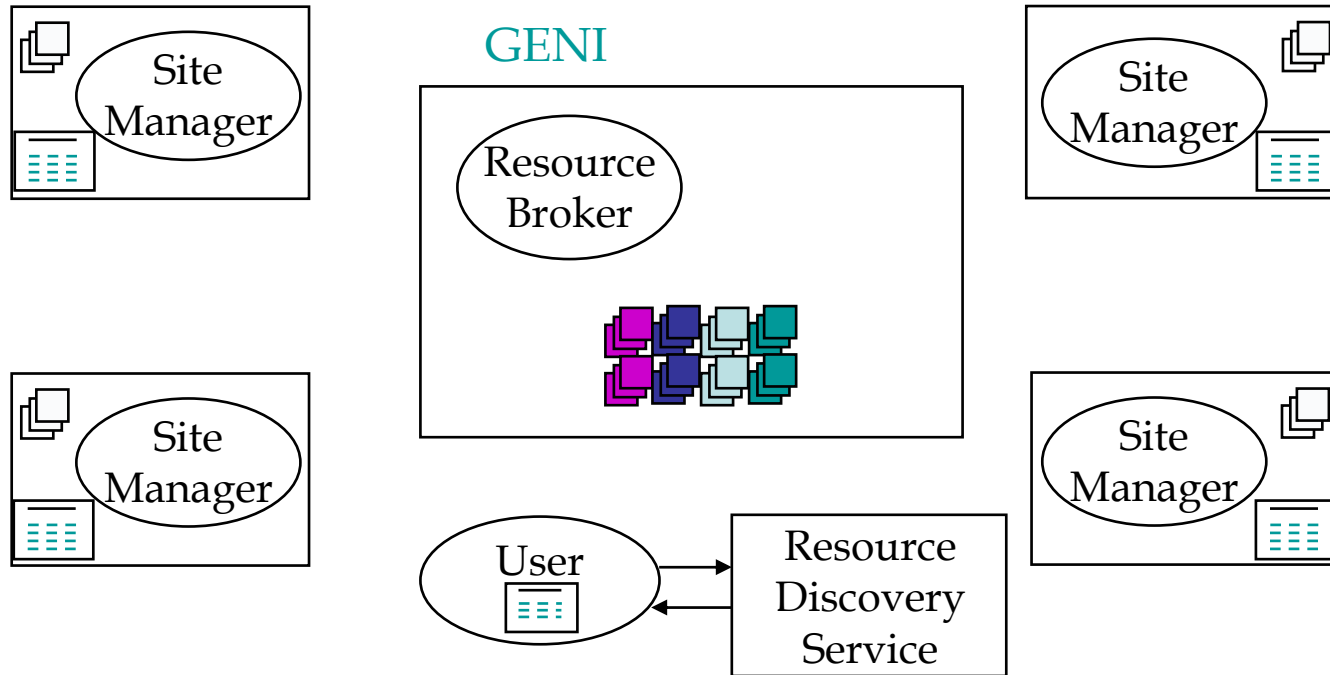 Site
Manager
GENI
Resource
Broker
Site
Manager
Site
Manager
Site
Manager
User
Resource
Discovery
Service